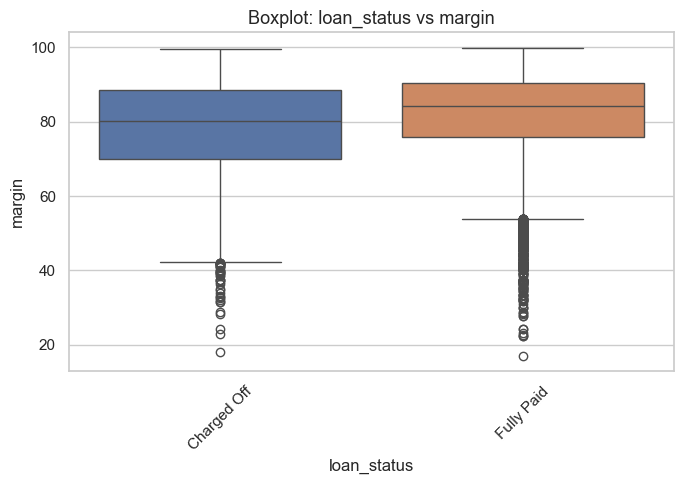 Boxplot: loan_status vs margin
100
80
60
40
20
margin
Charged Off
Fully Paid
loan_status